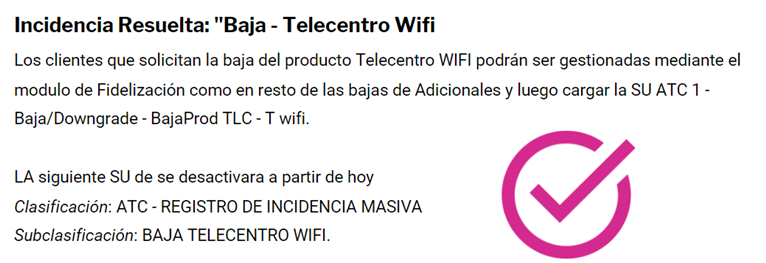 Incidencia Resuelta: "Baja - Telecentro Wifi
Los clientes que solicitan la baja del producto Telecentro WIFI podrán ser gestionadas mediante el
modulo de Fidelización como en resto de las bajas de Adicionales y luego cargar la SU ATC 1 -
Baja/Downgrade - BajaProd TLC - T wifi.
LA siguiente SU de se desactivara a partir de hoy
Clasificación: ATC - REGISTRO DE INCIDENCIA MASIVA
Subclasificación: BAJA TELECENTRO WIFI.